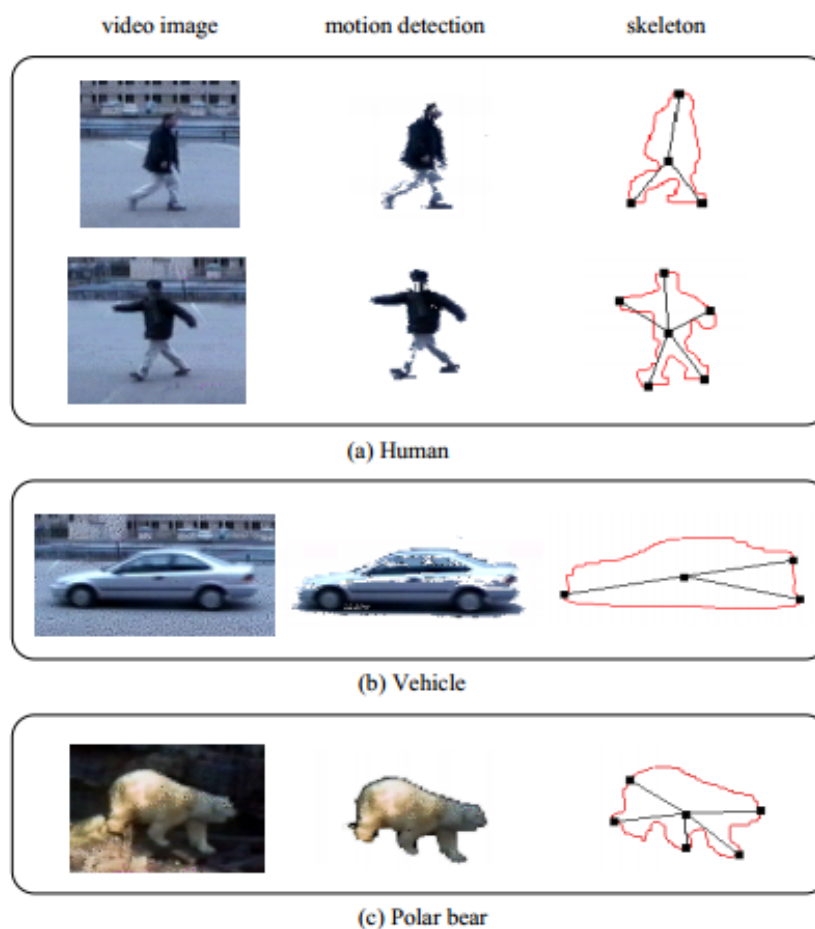 video image motion detection skeleton
(a) Human
(b) Vehicle
(c) Polar bear